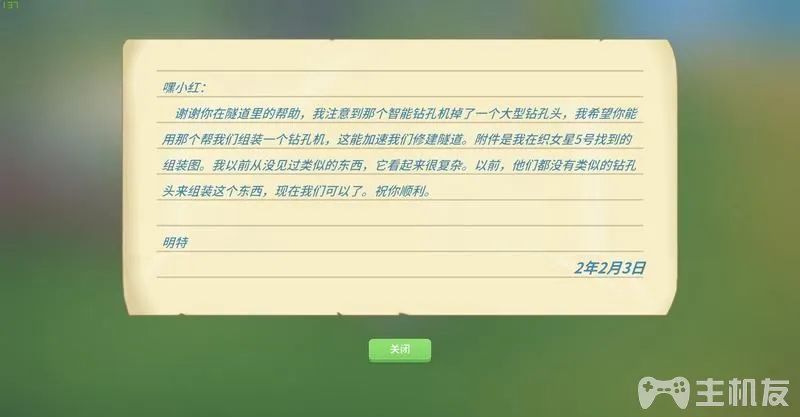 137
嘿小红：
谢谢你在隧道里的帮助，我注意到那个智能钻孔机掉了一个大型钻孔头，我希望你能
用那个帮我们组装一个钻孔机，这能加速我们修建隧道。附件是我在织女星5号找到的
组装图。我以前从没见过类似的东西，它看起来很复杂。以前，他们都没有类似的钻孔
头来组装这个东西，现在我们可以了。祝你顺利。
明特
2年2月3日
关闭
主机友